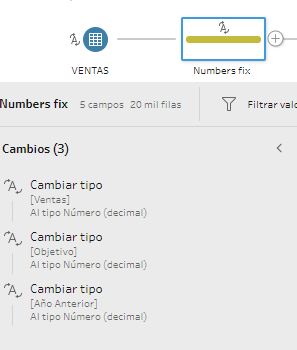 VENTAS
Numbers fix
Numbers fix 5 campos 20 mil filas Filtrar valo
Cambios (3)
Cambiar tipo
[Ventas]
Al tipo Número (decimal)
Cambiar tipo
[Objetivo]
Al tipo Número (decimal)
Cambiar tipo
[Año Anterior]
Al tipo Número (decimal)